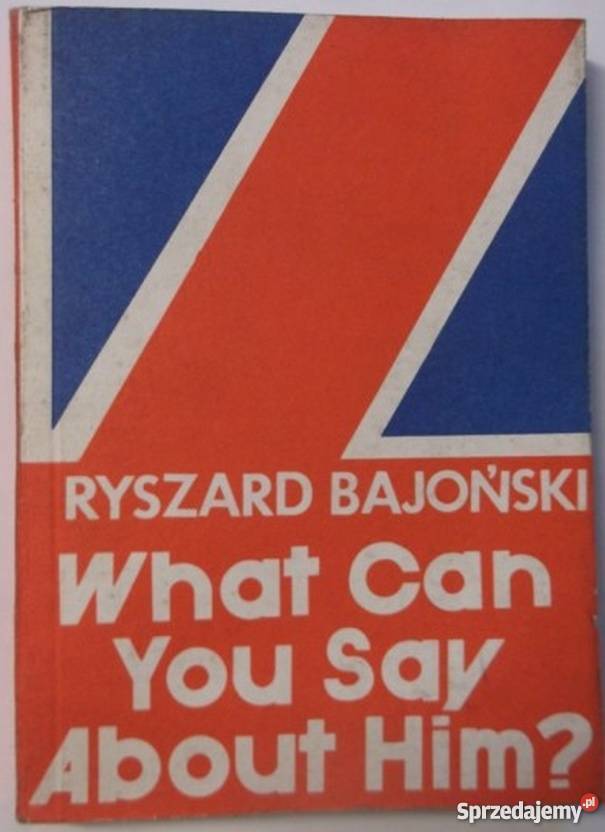 RYSZARD BAJOŃSKI
What Can
You Say
About Him?
Sprzedajemy.pl